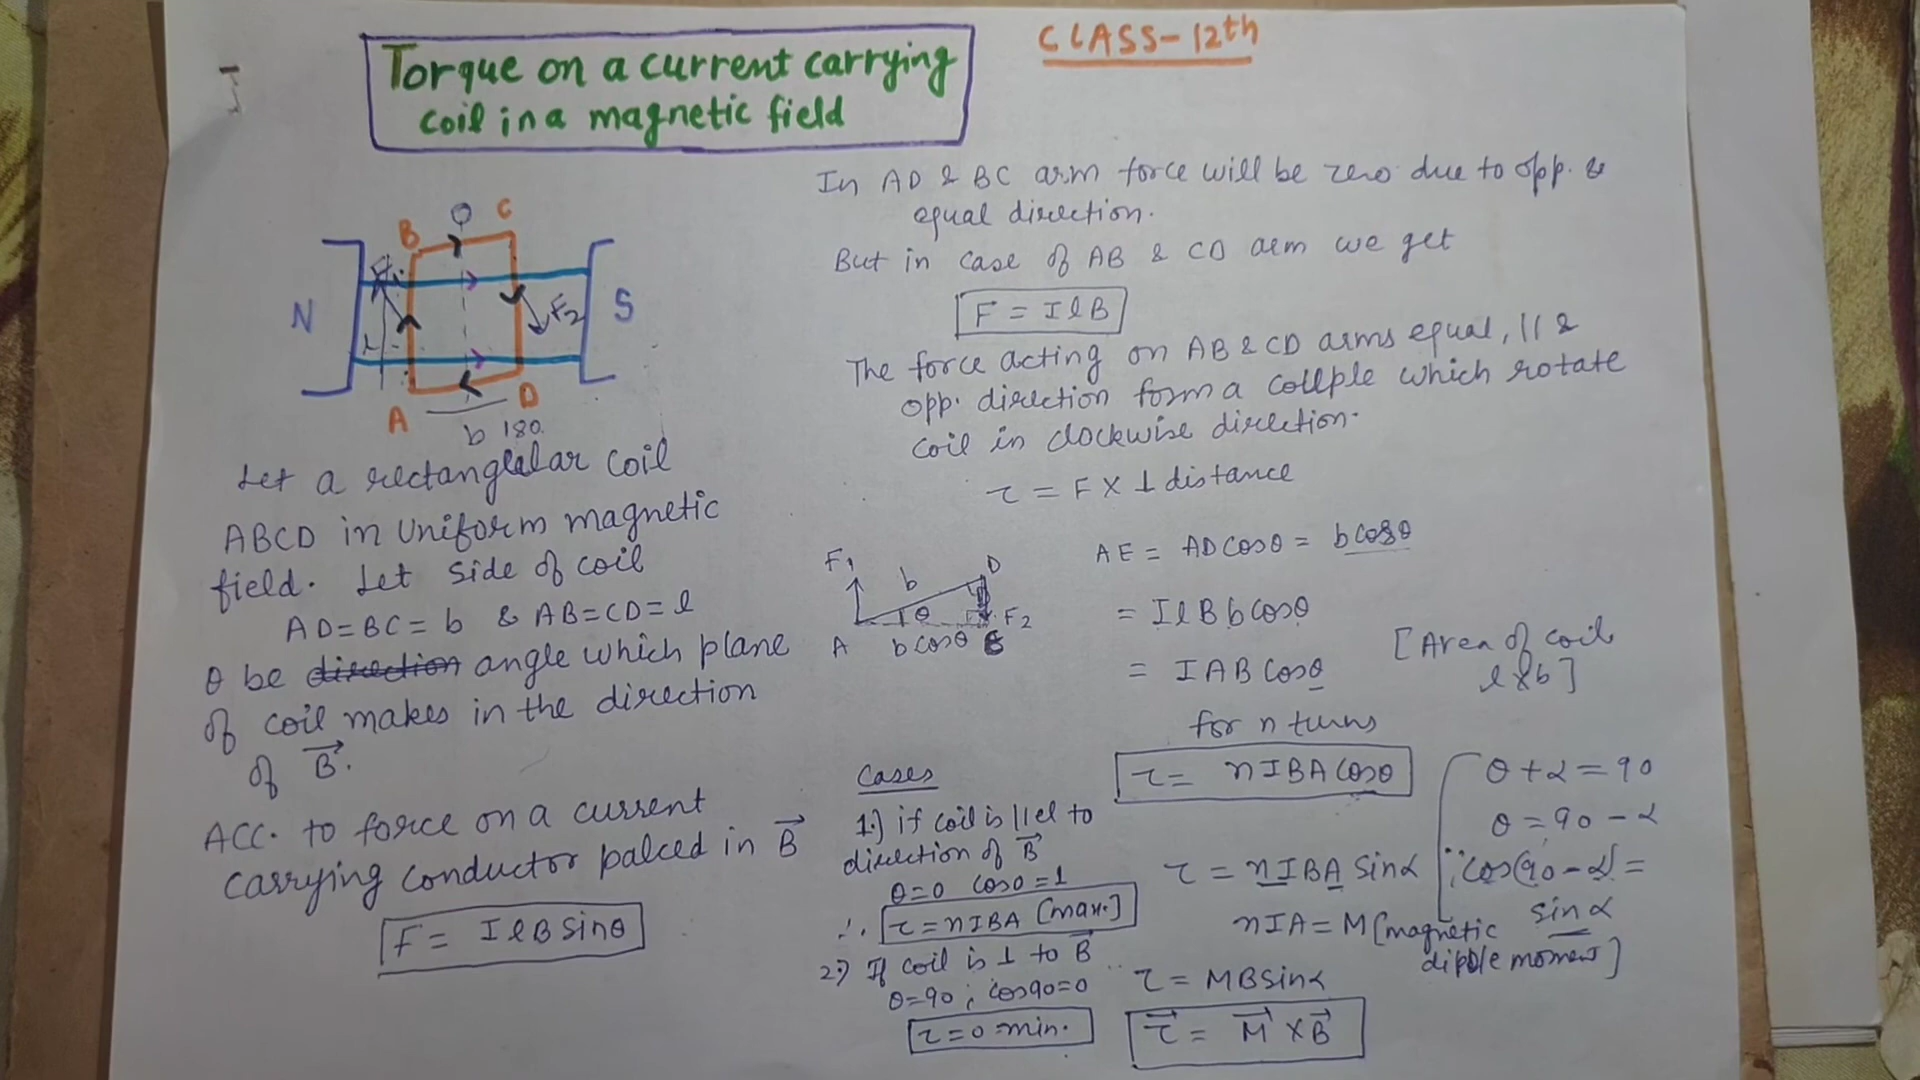 CLASS-12th
Torque on a current carrying
coil in a magnetic field
B O C
N F₂ S
A D
b 180.
Let a rectangular coil
ABCD in Uniform magnetic
field. Let side of coil
AD=BC= b & AB=CD= l
θ be direction angle which plane
of coil makes in the direction
of B⃗.
ACC. to force on a current
carrying conductor palced in B⃗
F = IlB sinθ
In AD & BC arm force will be zero due to opp. &
equal direction.
But in case of AB & CD arm we get
F = IlB
The force acting on AB & CD arms equal, || &
opp. direction form a couple which rotate
coil in clockwise direction.
τ = F X ⊥ distance
F₁ b D
θ F₂
A b cosθ E
AE = AD cosθ = b cosθ
= IlB b cosθ
= IAB cosθ
[Area of coil
l x b]
for n turns
τ = nIBA cosθ
θ + α = 90
θ = 90 - α
∵ cos(90 - α) =
sinα
τ = nIBA sinα
nIA = M [magnetic
dipole moment]
τ = MB sinα
τ⃗ = M⃗ X B⃗
Cases
1.) if coil is ||el to
direction of B⃗
θ=0 cos0=1
∴ τ = nIBA [max.]
2.) If coil is ⊥ to B⃗
θ=90 ; cos90=0
τ = 0 min.